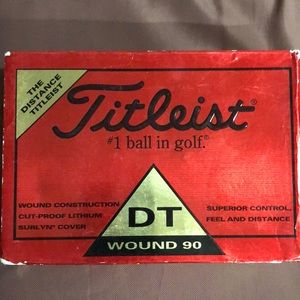 THE
DISTANCE
TITLEIST
Titleist®
#1 ball in golf.®
WOUND CONSTRUCTION
CUT-PROOF LITHIUM
SURLYN® COVER
DT
WOUND 90
SUPERIOR CONTROL,
FEEL AND DISTANCE